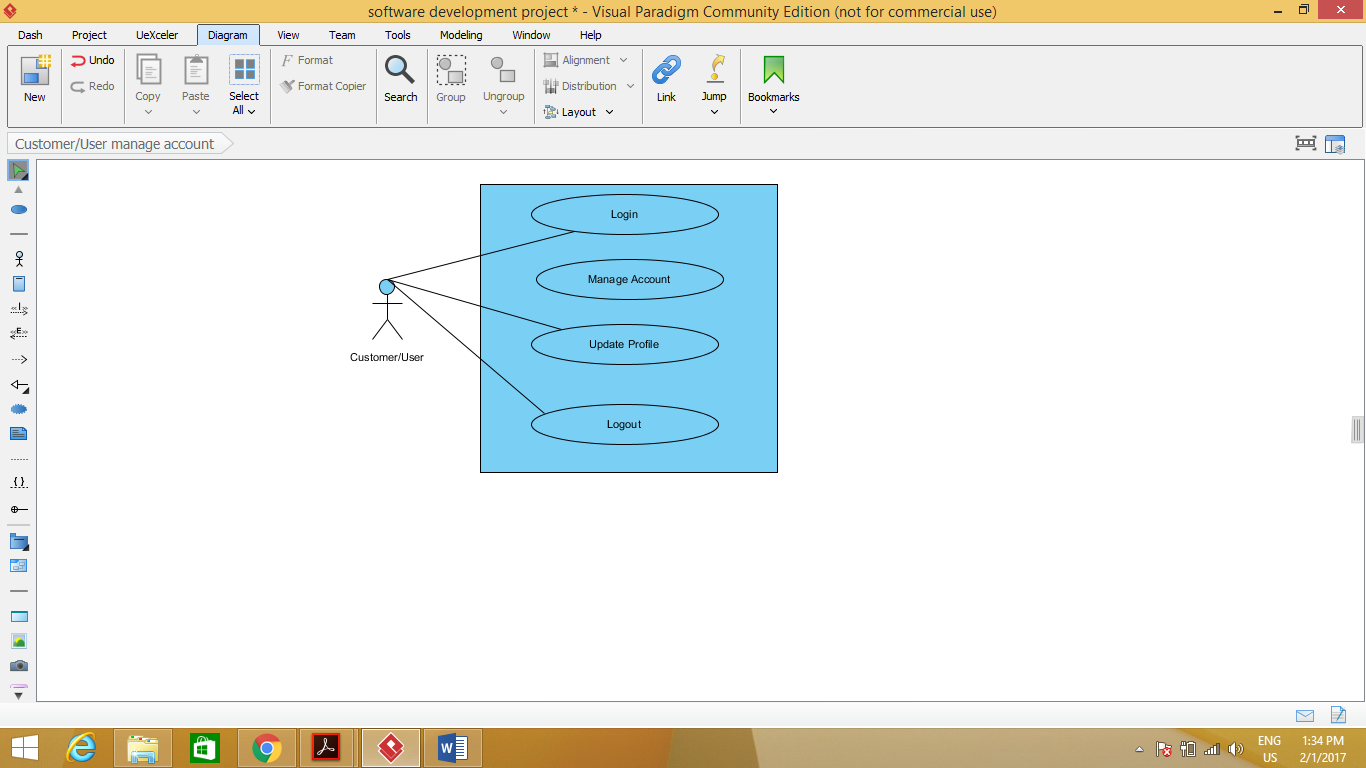 software development project * - Visual Paradigm Community Edition (not for commercial use)
Dash Project UeXceler Diagram View Team Tools Modeling Window Help
New
Undo
Redo
Copy
Paste
Select
All
Format
Format Copier
Search
Group
Ungroup
Alignment
Distribution
Layout
Link
Jump
Bookmarks
Customer/User manage account
Login
Manage Account
Update Profile
Logout
Customer/User
ENG
US
1:34 PM
2/1/2017